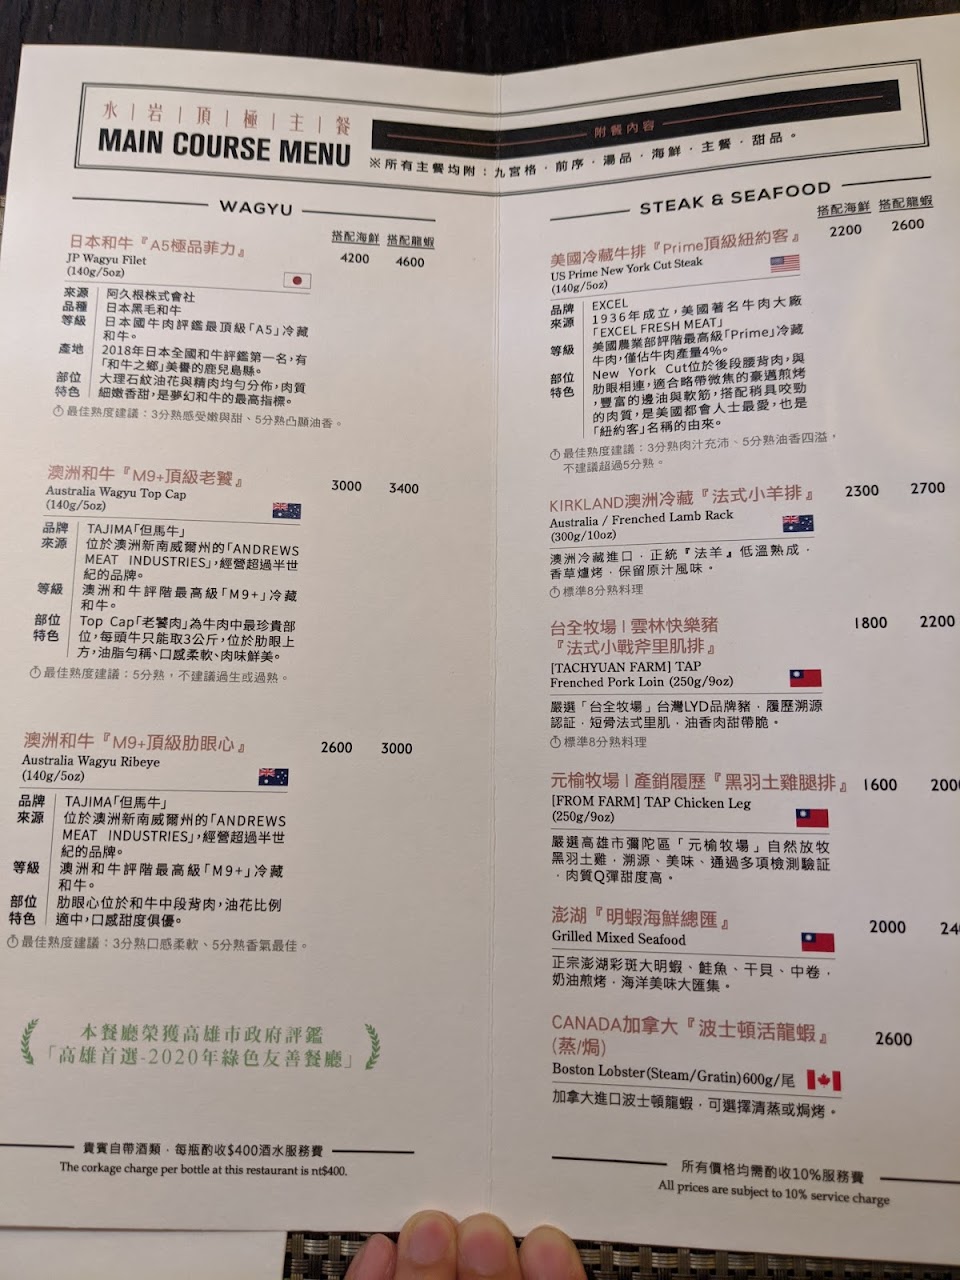 水|岩|頂|極|主|餐
MAIN COURSE MENU
附餐內容
※所有主餐均附：九宮格．前序．湯品．海鮮．主餐．甜品。
WAGYU
搭配海鮮 搭配龍蝦
日本和牛『A5極品菲力』 4200 4600
JP Wagyu Filet
(140g/5oz)
來源 阿久根株式會社
品種 日本黑毛和牛
等級 日本國牛肉評鑑最頂級「A5」冷藏
和牛。
產地 2018年日本全國和牛評鑑第一名，有
「和牛之鄉」美譽的鹿兒島縣。
部位 大理石紋油花與精肉均勻分佈，肉質
特色 細嫩香甜，是夢幻和牛的最高指標。
最佳熟度建議：3分熟感受嫩與甜、5分熟凸顯油香。
澳洲和牛『M9+頂級老饕』 3000 3400
Australia Wagyu Top Cap
(140g/5oz)
品牌 TAJIMA「但馬牛」
來源 位於澳洲新南威爾州的「ANDREWS
MEAT INDUSTRIES」，經營超過半世
紀的品牌。
等級 澳洲和牛評階最高級「M9+」冷藏
和牛。
部位 Top Cap「老饕肉」為牛肉中最珍貴部
特色 位，每頭牛只能取3公斤，位於肋眼上
方，油脂勻稱、口感柔軟、肉味鮮美。
最佳熟度建議：5分熟，不建議過生或過熟。
澳洲和牛『M9+頂級肋眼心』 2600 3000
Australia Wagyu Ribeye
(140g/5oz)
品牌 TAJIMA「但馬牛」
來源 位於澳洲新南威爾州的「ANDREWS
MEAT INDUSTRIES」，經營超過半世
紀的品牌。
等級 澳洲和牛評階最高級「M9+」冷藏
和牛。
部位 肋眼心位於和牛中段背肉，油花比例
特色 適中，口感甜度俱優。
最佳熟度建議：3分熟口感柔軟、5分熟香氣最佳。
本餐廳榮獲高雄市政府評鑑
「高雄首選-2020年綠色友善餐廳」
貴賓自帶酒類．每瓶酌收$400酒水服務費
The corkage charge per bottle at this restaurant is nt$400.
STEAK & SEAFOOD
搭配海鮮 搭配龍蝦
美國冷藏牛排『Prime頂級紐約客』 2200 2600
US Prime New York Cut Steak
(140g/5oz)
品牌 EXCEL
來源 1936年成立，美國著名牛肉大廠
「EXCEL FRESH MEAT」
等級 美國農業部評階最高級「Prime」冷藏
牛肉，僅佔牛肉產量4%。
部位 New York Cut位於後段腰背肉，與
特色 肋眼相連，適合略帶微焦的豪邁煎烤
，豐富的邊油與軟筋，搭配稍具咬勁
的肉質，是美國都會人士最愛，也是
「紐約客」名稱的由來。
最佳熟度建議：3分熟肉汁充沛、5分熟油香四溢，
不建議超過5分熟。
KIRKLAND澳洲冷藏『法式小羊排』 2300 2700
Australia / Frenched Lamb Rack
(300g/10oz)
澳洲冷藏進口．正統『法羊』低溫熟成．
香草爐烤．保留原汁風味。
標準8分熟料理
台全牧場 | 雲林快樂豬 1800 2200
『法式小戰斧里肌排』
[TACHYUAN FARM] TAP
Frenched Pork Loin (250g/9oz)
嚴選「台全牧場」台灣LYD品牌豬．履歷溯源
認証．短骨法式里肌．油香肉甜帶脆。
標準8分熟料理
元榆牧場 | 產銷履歷『黑羽土雞腿排』 1600 2000
[FROM FARM] TAP Chicken Leg
(250g/9oz)
嚴選高雄市彌陀區「元榆牧場」自然放牧
黑羽土雞．溯源、美味、通過多項檢測驗証
．肉質Q彈甜度高。
澎湖『明蝦海鮮總匯』 2000 240
Grilled Mixed Seafood
正宗澎湖彩斑大明蝦、鮭魚、干貝、中卷．
奶油煎烤．海洋美味大匯集。
CANADA加拿大『波士頓活龍蝦』 2600
(蒸/焗)
Boston Lobster(Steam/Gratin)600g/尾
加拿大進口波士頓龍蝦．可選擇清蒸或焗烤。
所有價格均需酌收10%服務費
All prices are subject to 10% service charge